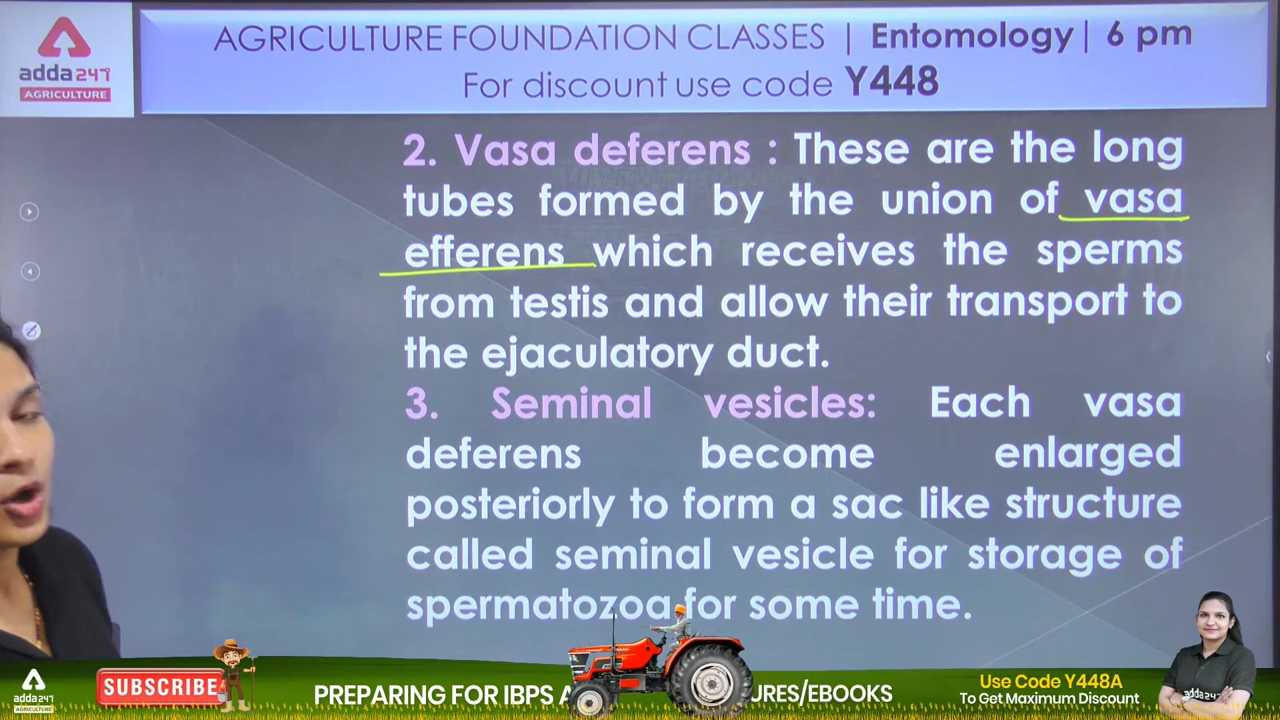 adda247
AGRICULTURE
AGRICULTURE FOUNDATION CLASSES | Entomology | 6 pm
For discount use code Y448
2. Vasa deferens : These are the long
tubes formed by the union of vasa
efferens which receives the sperms
from testis and allow their transport to
the ejaculatory duct.
3. Seminal vesicles: Each vasa
deferens become enlarged
posteriorly to form a sac like structure
called seminal vesicle for storage of
spermatozoa for some time.
adda247
AGRICULTURE
SUBSCRIBE
PREPARING FOR IBPS A
URES/EBOOKS
Use Code Y448A
To Get Maximum Discount
adda247